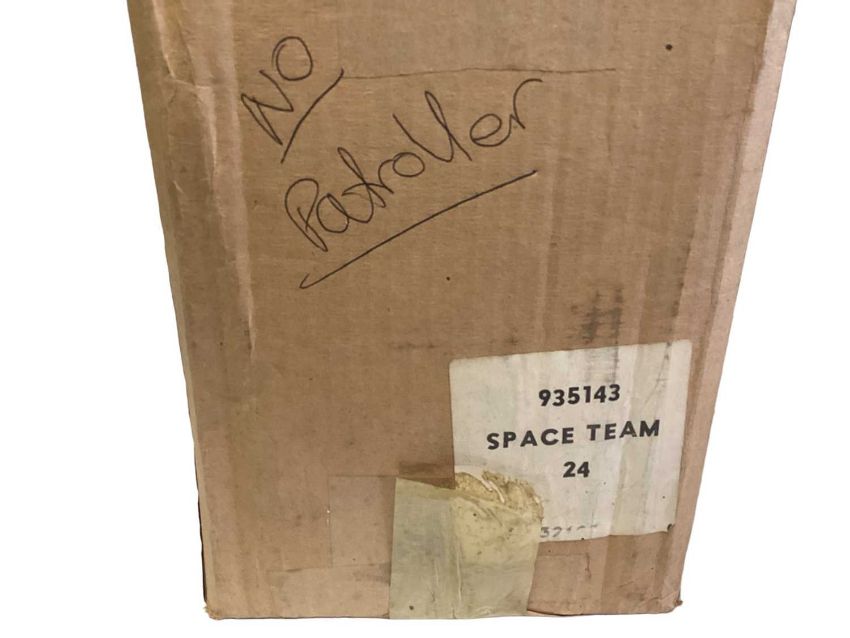 NO
Patroller
935143
SPACE TEAM
24